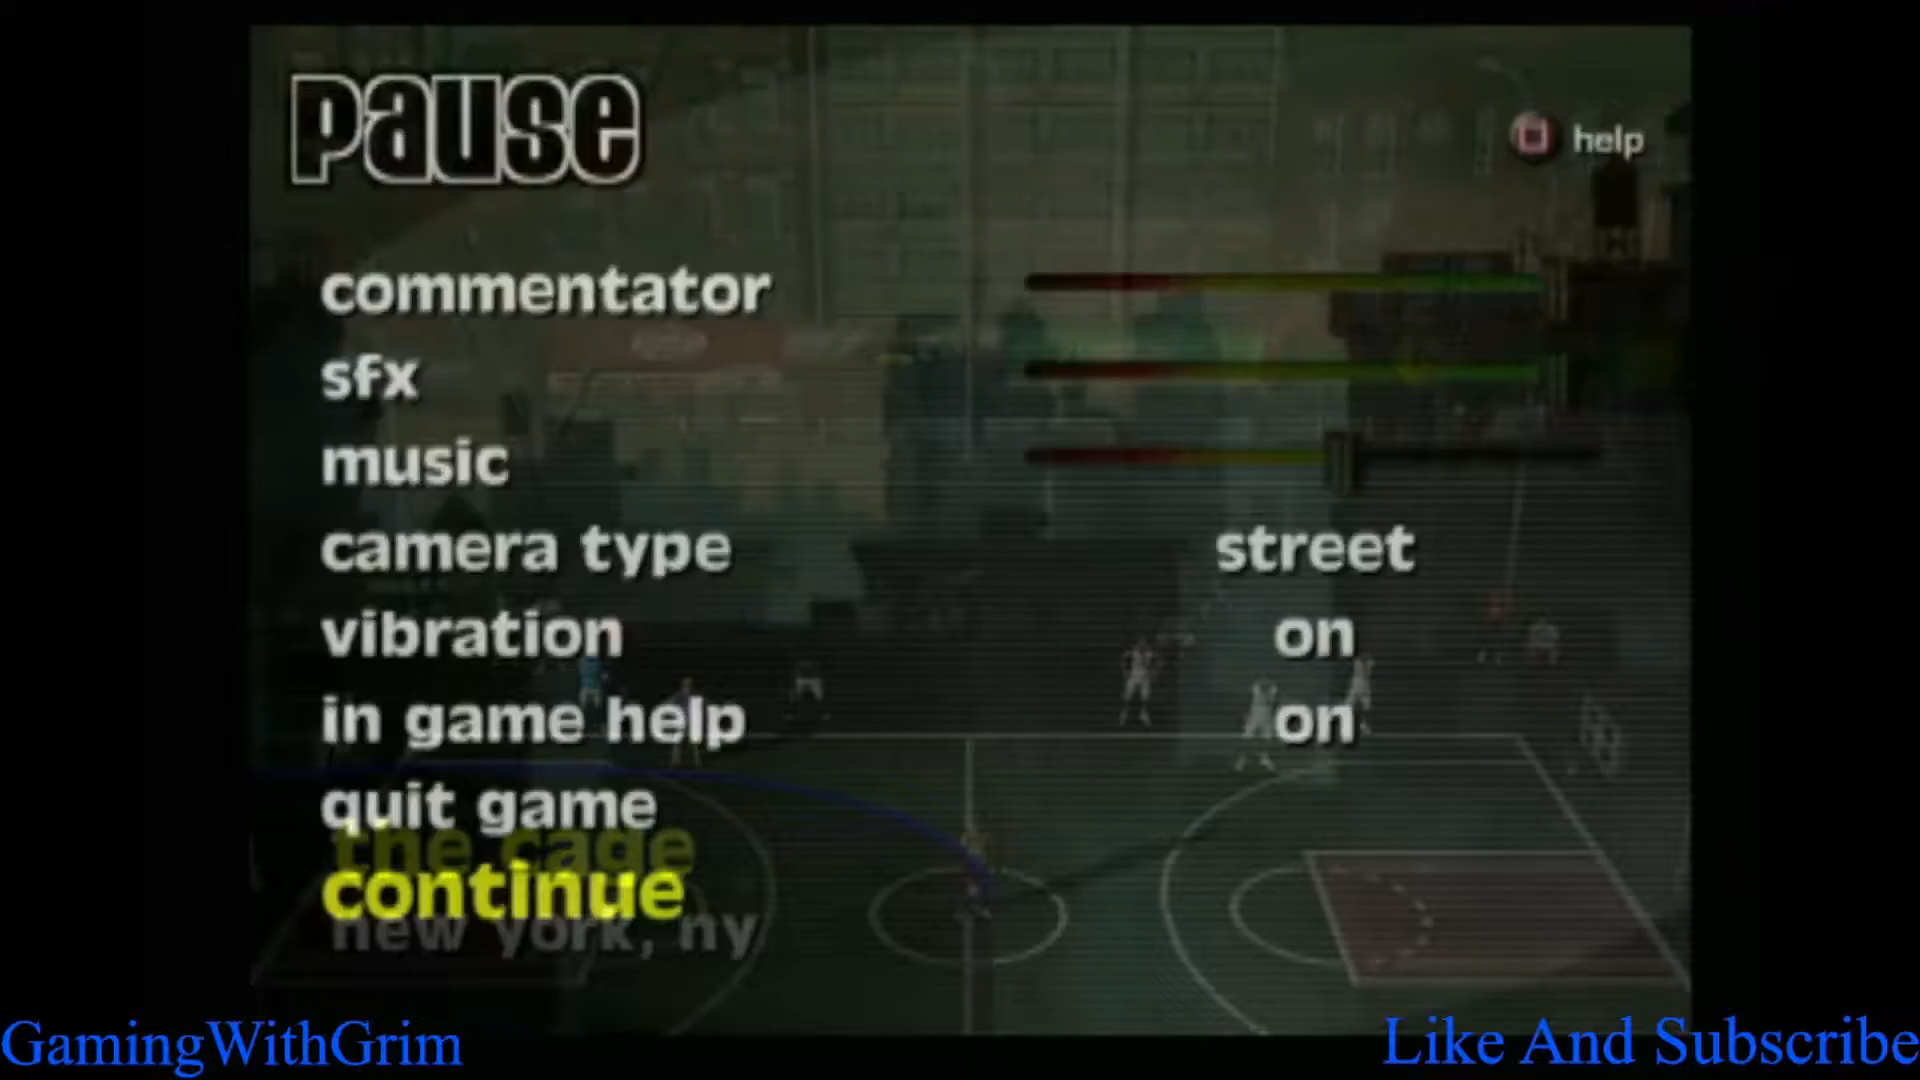 pause
help
commentator
sfx
music
camera type street
vibration on
in game help on
quit game
the cage
continue
new york, ny
GamingWithGrim
Like And Subscribe